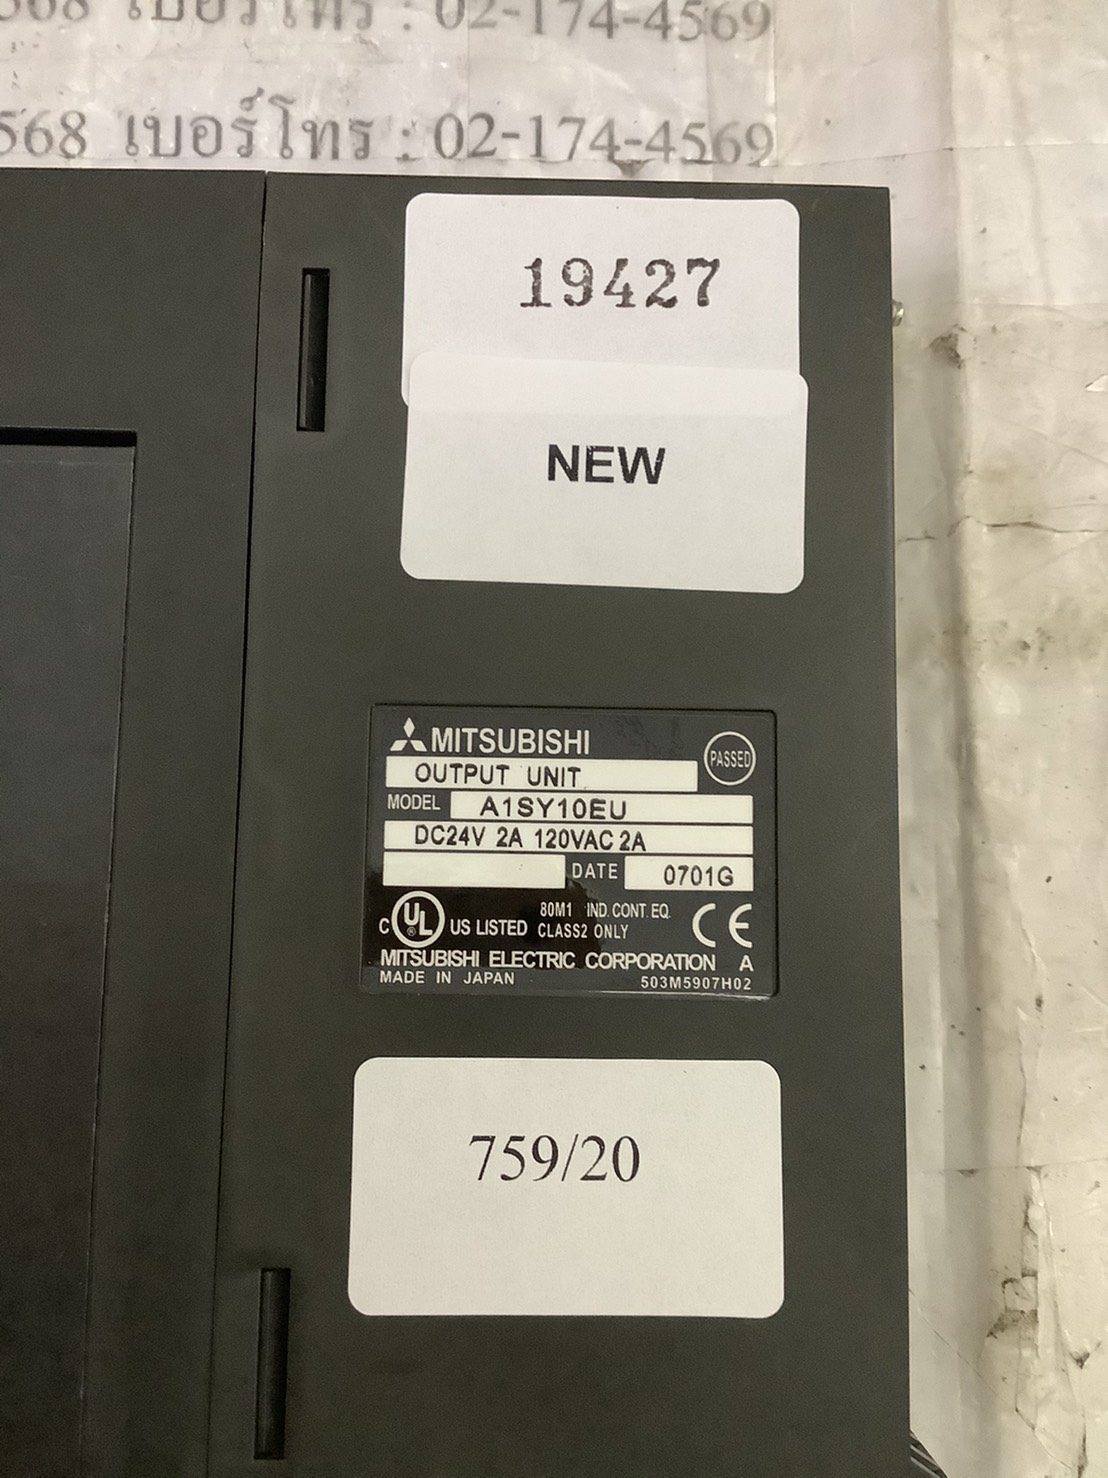 568 เบอร์โทร : 02-174-4569
568 เบอร์โทร : 02-174-4569
19427
NEW
MITSUBISHI
PASSED
OUTPUT UNIT
MODEL A1SY10EU
DC24V 2A 120VAC 2A
DATE 0701G
C UL ® US LISTED 80M1 IND. CONT. EQ. CLASS2 ONLY CE
MITSUBISHI ELECTRIC CORPORATION A
MADE IN JAPAN 503M5907H02
759/20